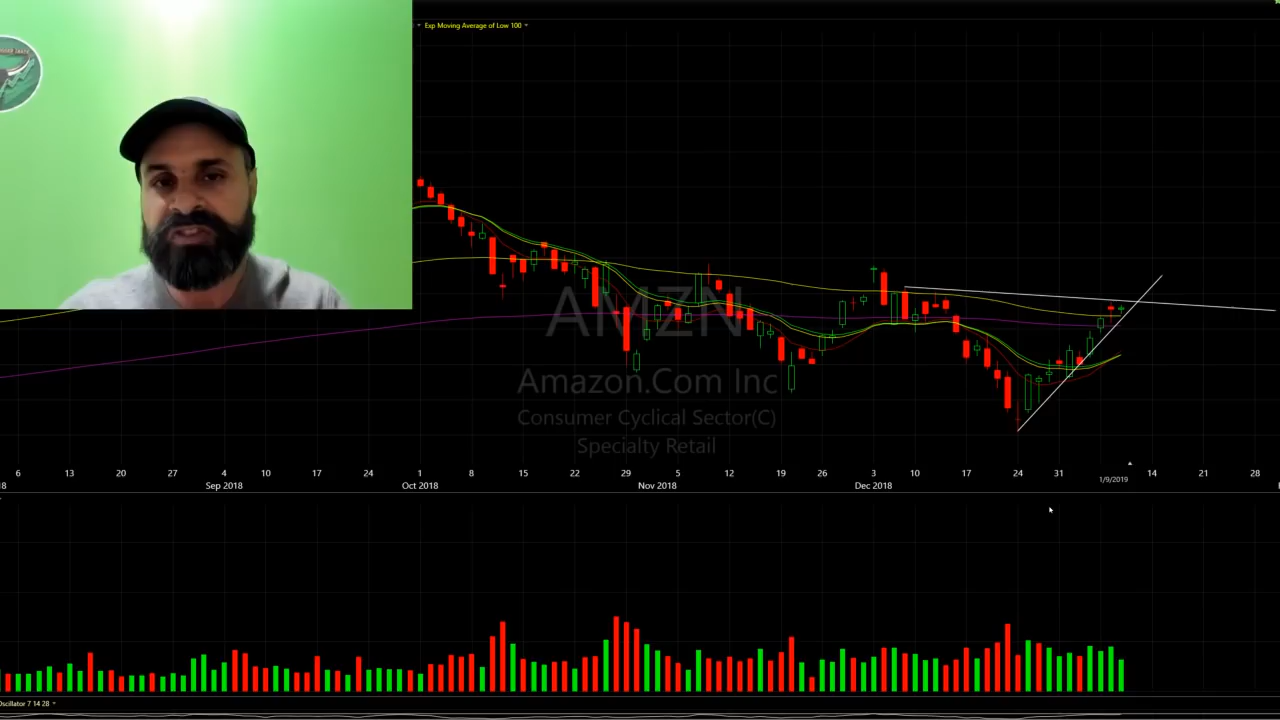 Exp Moving Average of Low 100
AMZN
Amazon.Com Inc
Consumer Cyclical Sector(C)
Specialty Retail
6 13 20 27 4 10 17 24 1 8 15 22 29 5 12 19 26 3 10 17 24 31 14 21 28
18 Sep 2018 Oct 2018 Nov 2018 Dec 2018 1/9/2019
Oscillator 7 14 28